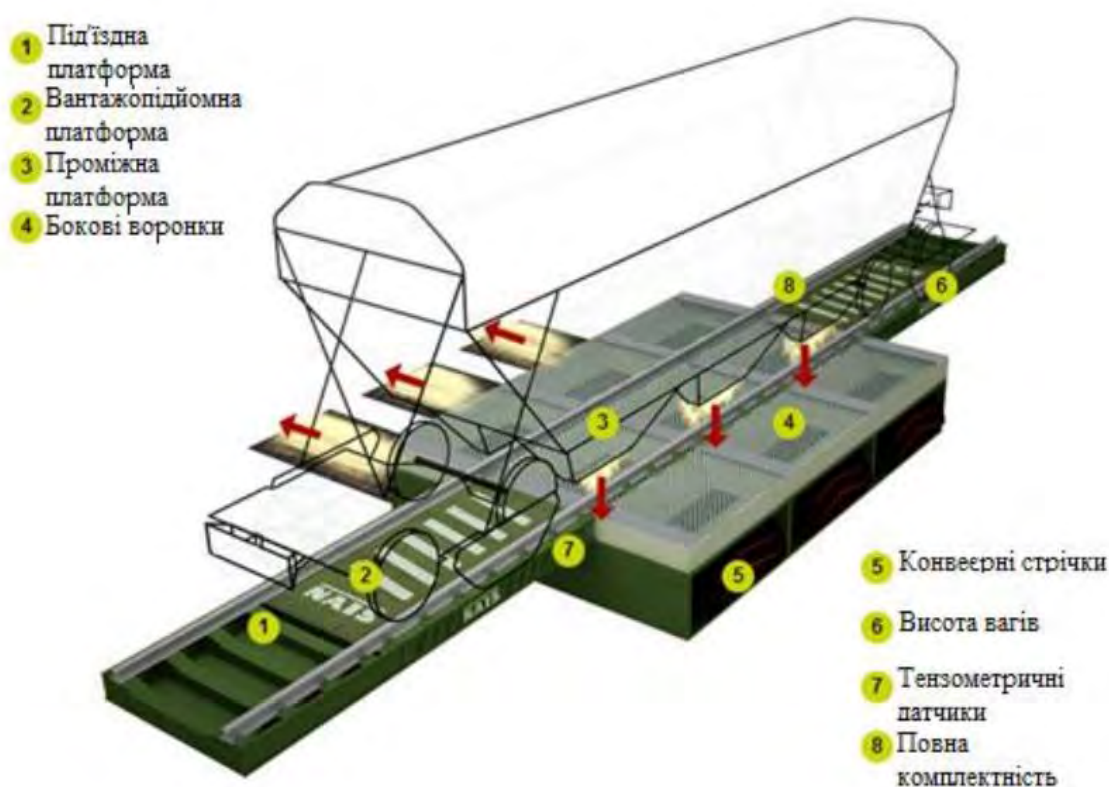 1 Під'їздна
платформа
2 Вантажопідйомна
платформа
3 Проміжна
платформа
4 Бокові воронки
8
6
3
4
7
2
5
1
5 Конвеєрні стрічки
6 Висота вагів
7 Тензометричні
датчики
8 Повна
комплектність